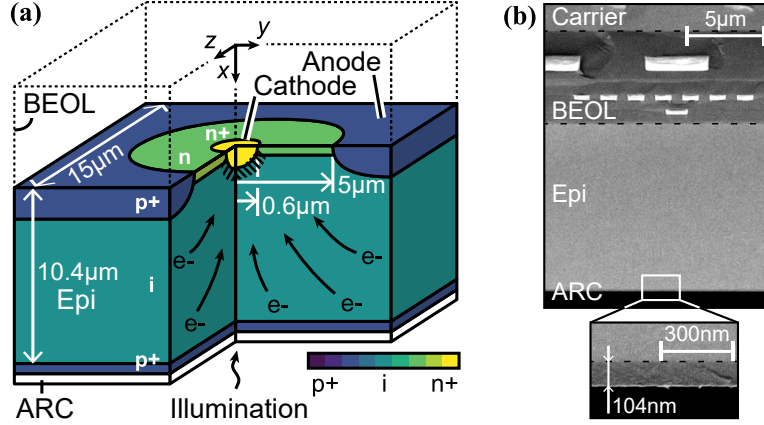 (a)
z
y
x
Cathode
Anode
BEOL
n+
n
15µm
p+
5µm
0.6µm
10.4µm
Epi
i
e-
e-
e-
e-
p+
ARC
Illumination
p+
i
n+
(b)
Carrier
5µm
BEOL
Epi
ARC
300nm
104nm